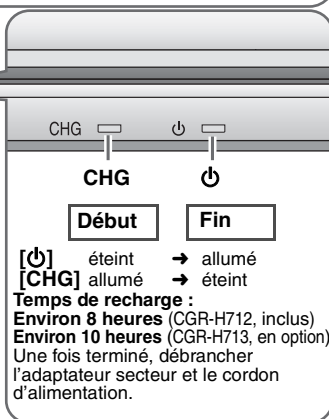 CHG ⏻
CHG ⏻
Début Fin
[⏻] éteint ➔ allumé
[CHG] allumé ➔ éteint
Temps de recharge :
Environ 8 heures (CGR-H712, inclus)
Environ 10 heures (CGR-H713, en option)
Une fois terminé, débrancher
l'adaptateur secteur et le cordon
d'alimentation.